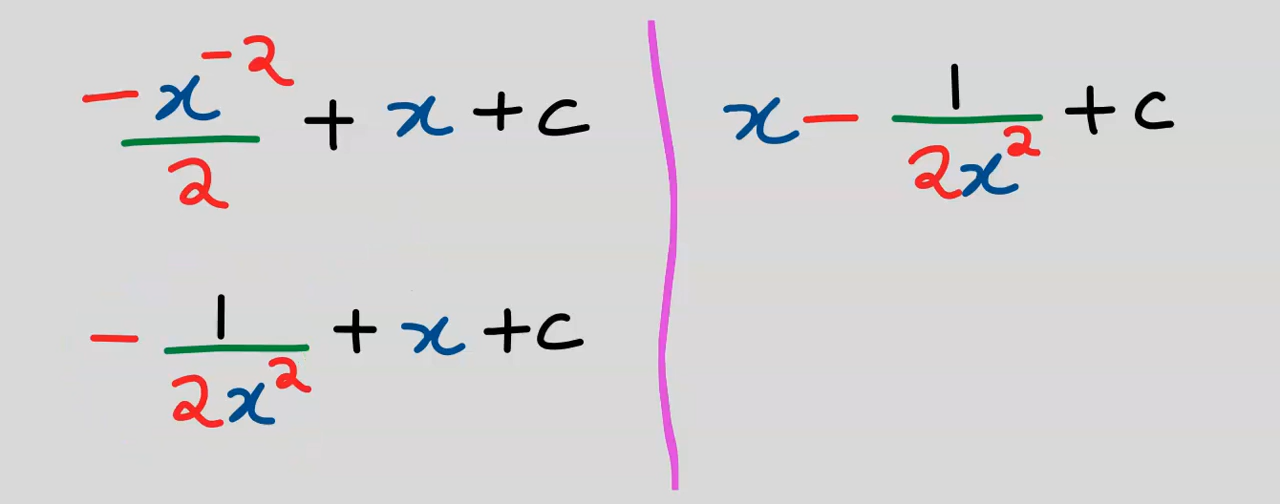 -x^-2/2 + x + c
- 1/2x^2 + x + c
x - 1/2x^2 + c